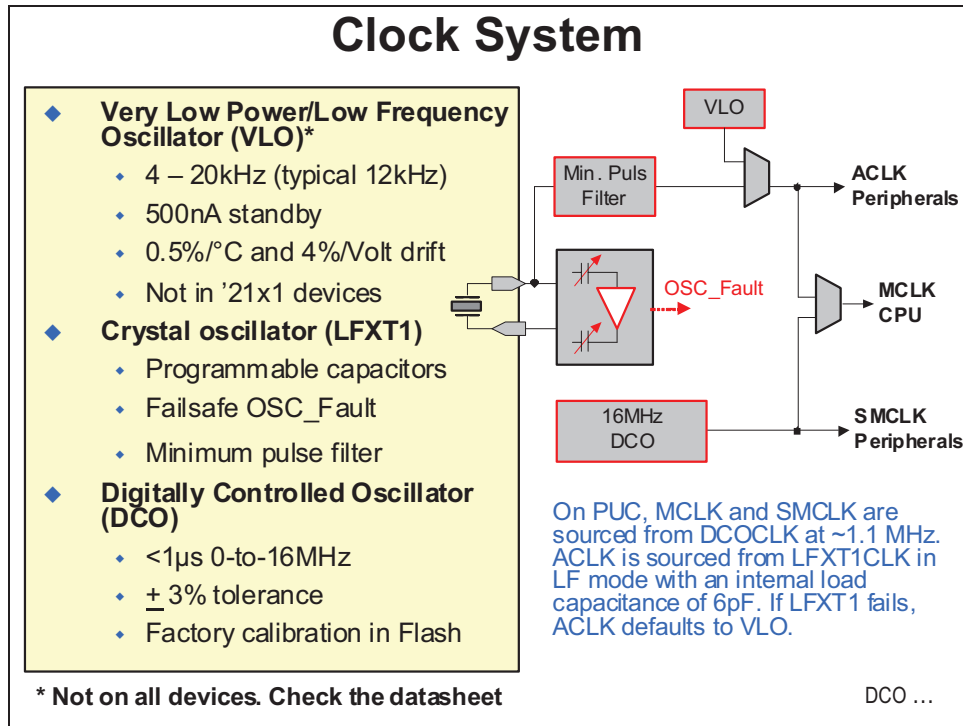 Clock System
Very Low Power/Low Frequency
Oscillator (VLO)*
4 – 20kHz (typical 12kHz)
500nA standby
0.5%/°C and 4%/Volt drift
Not in ’21x1 devices
Crystal oscillator (LFXT1)
Programmable capacitors
Failsafe OSC_Fault
Minimum pulse filter
Digitally Controlled Oscillator
(DCO)
<1µs 0-to-16MHz
± 3% tolerance
Factory calibration in Flash
* Not on all devices. Check the datasheet
VLO
Min. Puls
Filter
ACLK
Peripherals
OSC_Fault
MCLK
CPU
16MHz
DCO
SMCLK
Peripherals
On PUC, MCLK and SMCLK are
sourced from DCOCLK at ~1.1 MHz.
ACLK is sourced from LFXT1CLK in
LF mode with an internal load
capacitance of 6pF. If LFXT1 fails,
ACLK defaults to VLO.
DCO ...